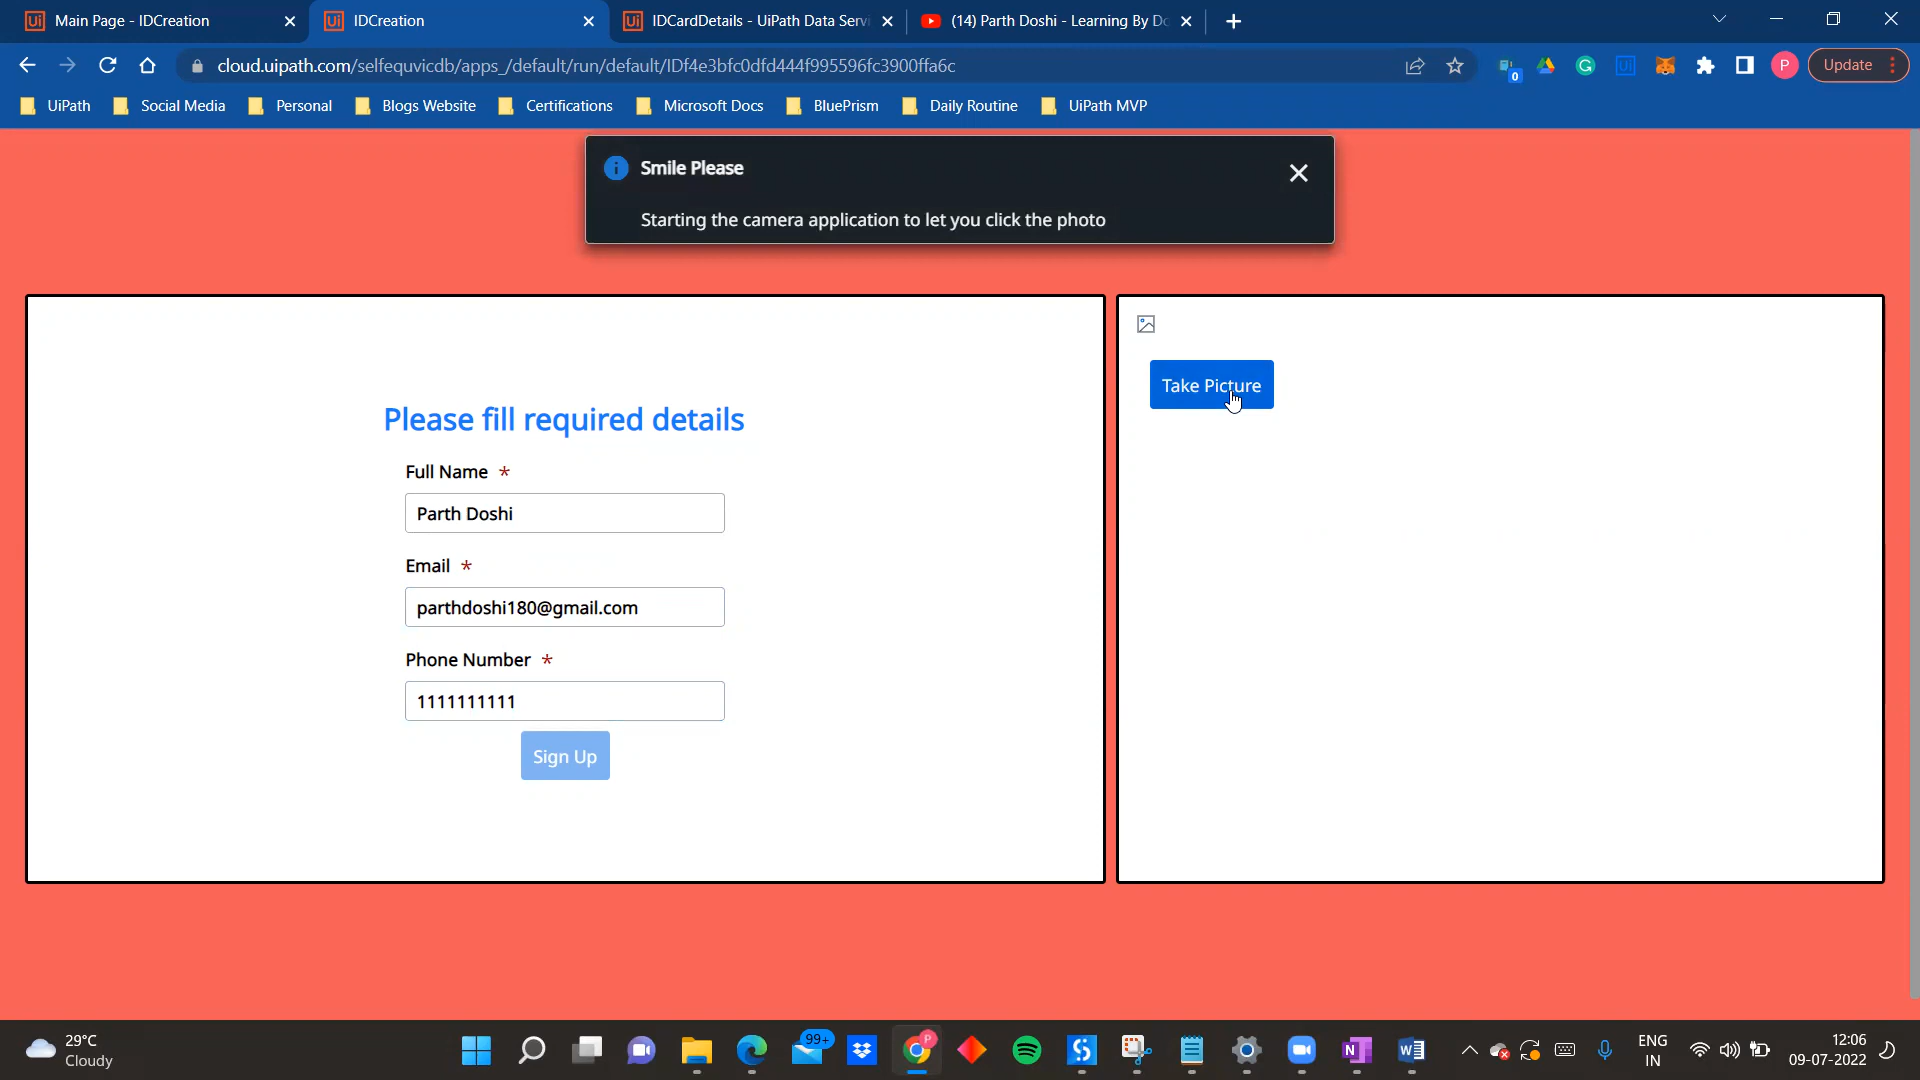 Main Page - IDCreation
IDCreation
IDCardDetails - UiPath Data Servi
(14) Parth Doshi - Learning By Do
cloud.uipath.com/selfequvicdb/apps_/default/run/default/IDf4e3bfc0dfd444f995596fc3900ffa6c
0
P
Update
UiPath
Social Media
Personal
Blogs Website
Certifications
Microsoft Docs
BluePrism
Daily Routine
UiPath MVP
Smile Please
Starting the camera application to let you click the photo
Take Picture
Please fill required details
Full Name *
Parth Doshi
Email *
parthdoshi180@gmail.com
Phone Number *
1111111111
Sign Up
29°C
Cloudy
99+
P
ENG
IN
12:06
09-07-2022